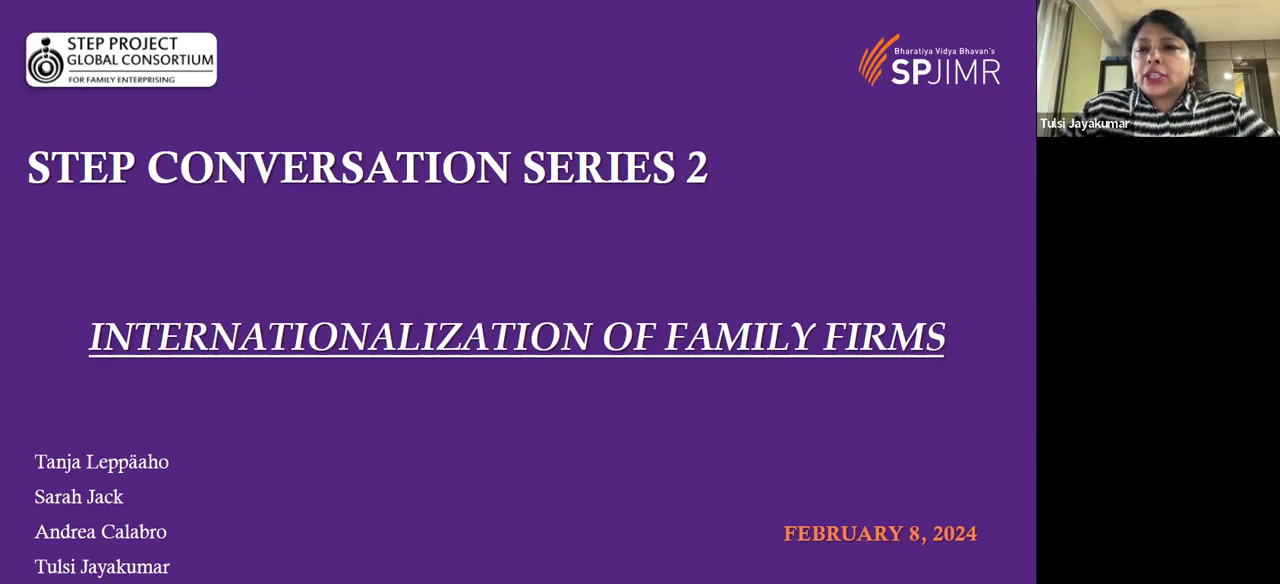 STEP PROJECT
GLOBAL CONSORTIUM
FOR FAMILY ENTERPRISING
Bharatiya Vidya Bhavan's
SPJIMR
Tulsi Jayakumar
STEP CONVERSATION SERIES 2
INTERNATIONALIZATION OF FAMILY FIRMS
Tanja Leppäaho
Sarah Jack
Andrea Calabro
Tulsi Jayakumar
FEBRUARY 8, 2024